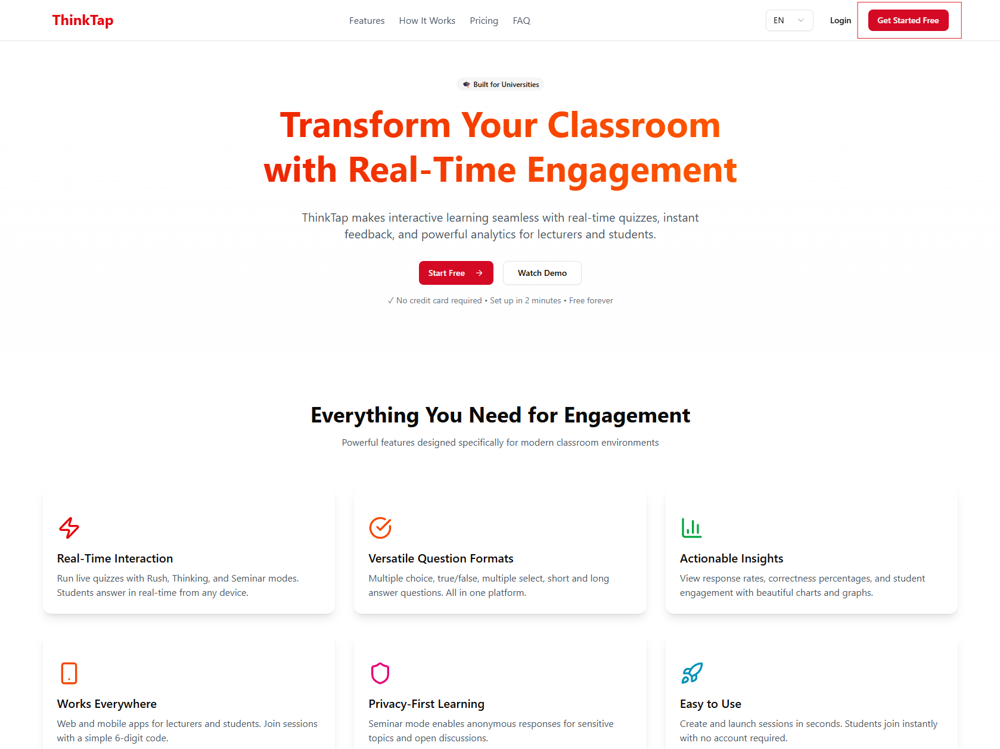 ThinkTap
Features
How It Works
Pricing
FAQ
EN
Login
Get Started Free
Built for Universities
Transform Your Classroom
with Real-Time Engagement
ThinkTap makes interactive learning seamless with real-time quizzes, instant
feedback, and powerful analytics for lecturers and students.
Start Free →
Watch Demo
✓ No credit card required • Set up in 2 minutes • Free forever
Everything You Need for Engagement
Powerful features designed specifically for modern classroom environments
Real-Time Interaction
Run live quizzes with Rush, Thinking, and Seminar modes.
Students answer in real-time from any device.
Versatile Question Formats
Multiple choice, true/false, multiple select, short and long
answer questions. All in one platform.
Actionable Insights
View response rates, correctness percentages, and student
engagement with beautiful charts and graphs.
Works Everywhere
Web and mobile apps for lecturers and students. Join sessions
with a simple 6-digit code.
Privacy-First Learning
Seminar mode enables anonymous responses for sensitive
topics and open discussions.
Easy to Use
Create and launch sessions in seconds. Students join instantly
with no account required.